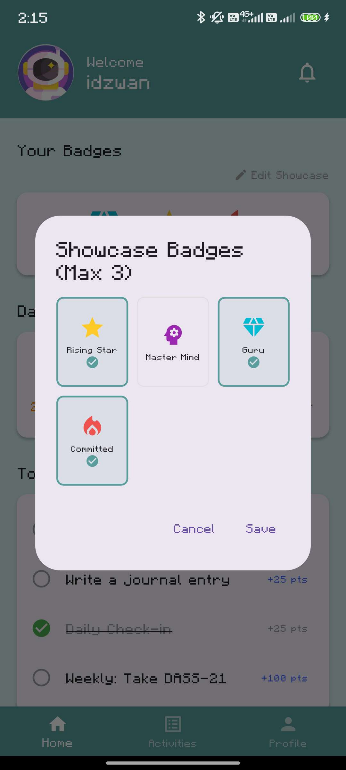 2:15
4G+
100
Welcome
idzwan
Your Badges
Edit Showcase
Da
Showcase Badges
(Max 3)
Rising Star
Master Mind
Guru
Committed
Cancel
Save
To
Write a journal entry
+25 pts
Daily Check-in
+25 pts
Weekly: Take DASS-21
+100 pts
Home
Activities
Profile